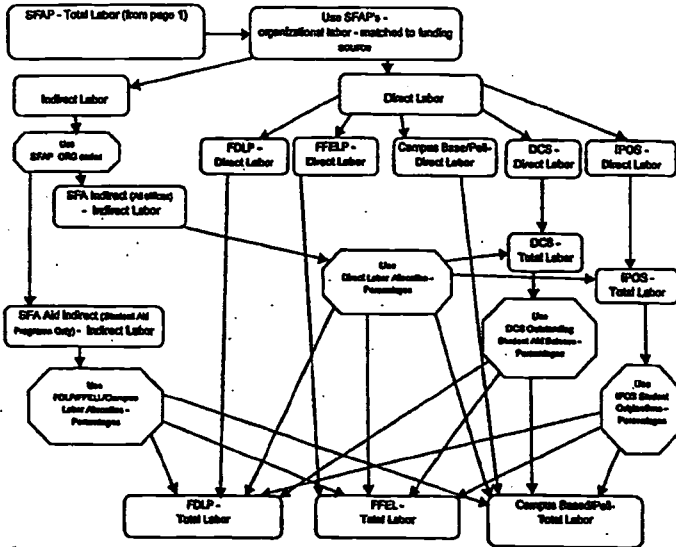 SFAP - Total Labor (from page 1)
Use SFAP's -
organizational labor - matched to funding
source
Indirect Labor
Direct Labor
Use
SFAP ORG codes
FDLP -
Direct Labor
FFELP -
Direct Labor
Campus Base/Pell-
Direct Labor
DCS -
Direct Labor
IPOS -
Direct Labor
SFA Indirect (All offices)
- Indirect Labor
DCS -
Total Labor
Use
Direct Labor Allocation -
Percentages
IPOS -
Total Labor
SFA Aid Indirect (Student Aid
Programs Only) - Indirect Labor
Use
DCS Outstanding
Student Aid Balance -
Percentages
Use
FDLP/FFELP/Campus
Labor Allocation -
Percentages
Use
IPOS Student
Originations -
Percentages
FDLP -
Total Labor
FFEL -
Total Labor
Campus Based/Pell-
Total Labor